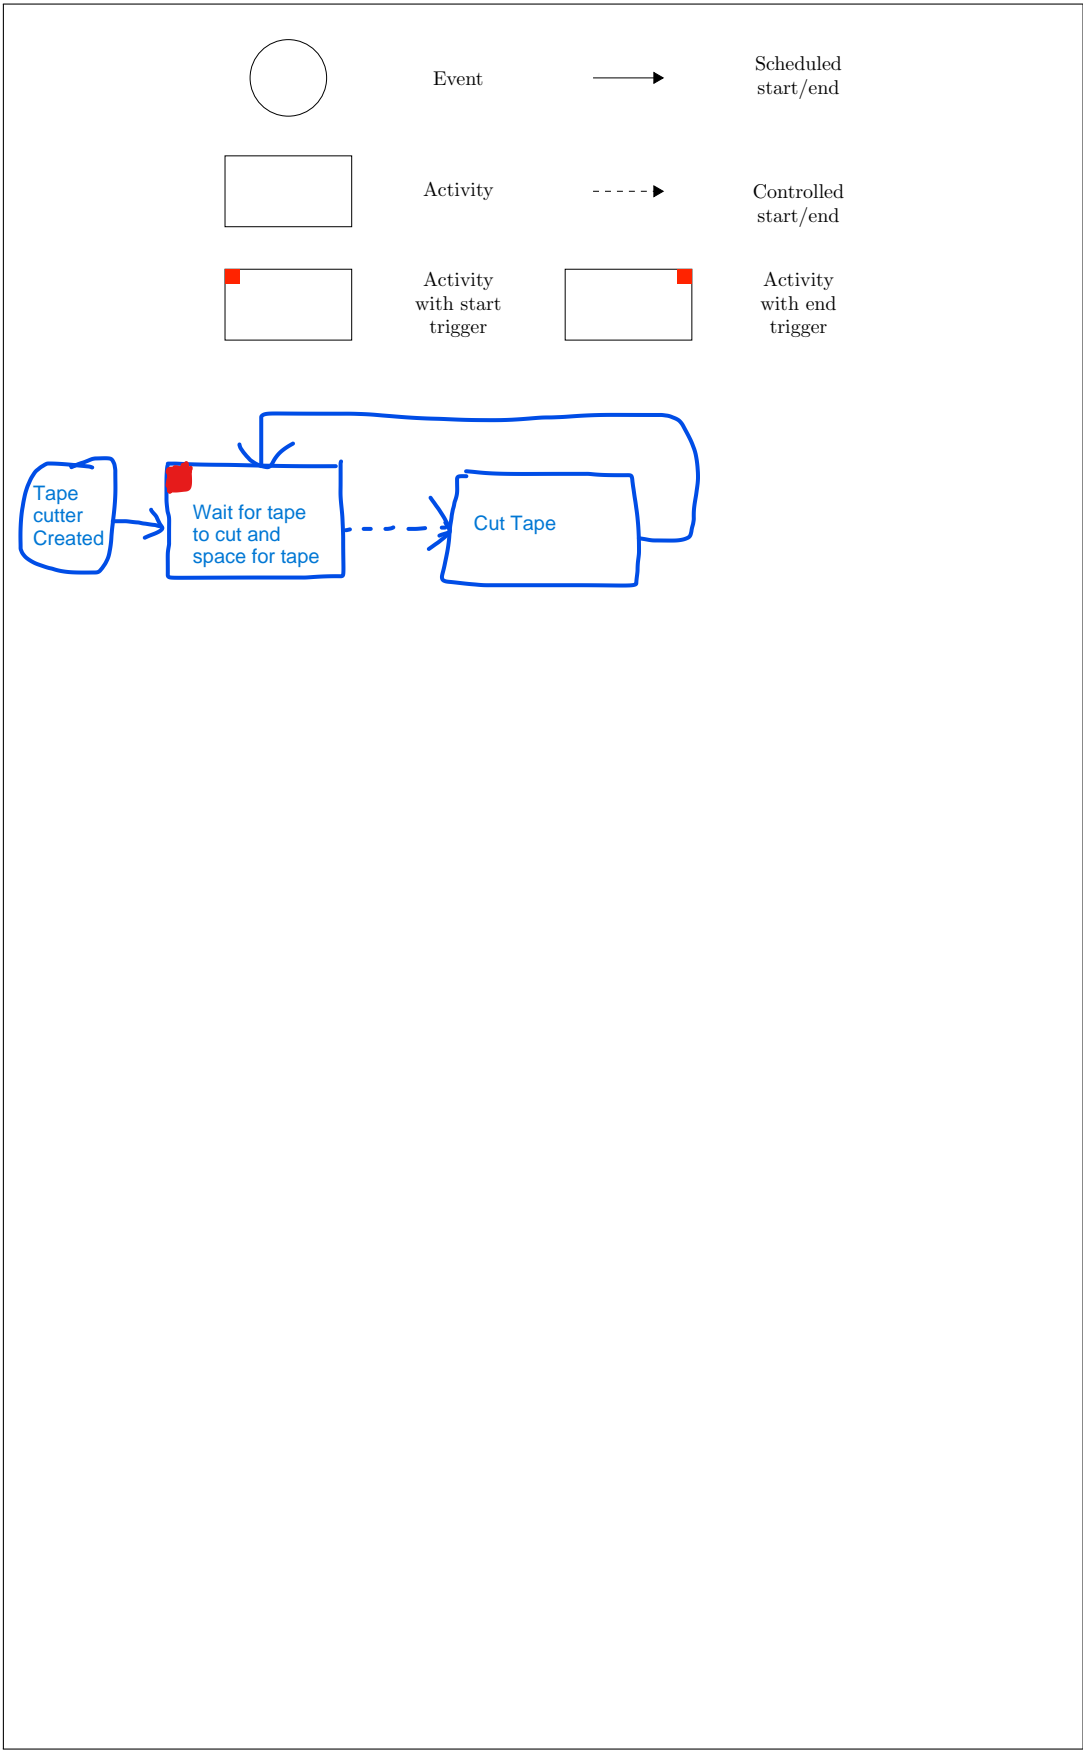 Event
Scheduled
start/end
Activity
Controlled
start/end
Activity
with start
trigger
Activity
with end
trigger
Tape
cutter
Created
Wait for tape
to cut and
space for tape
Cut Tape